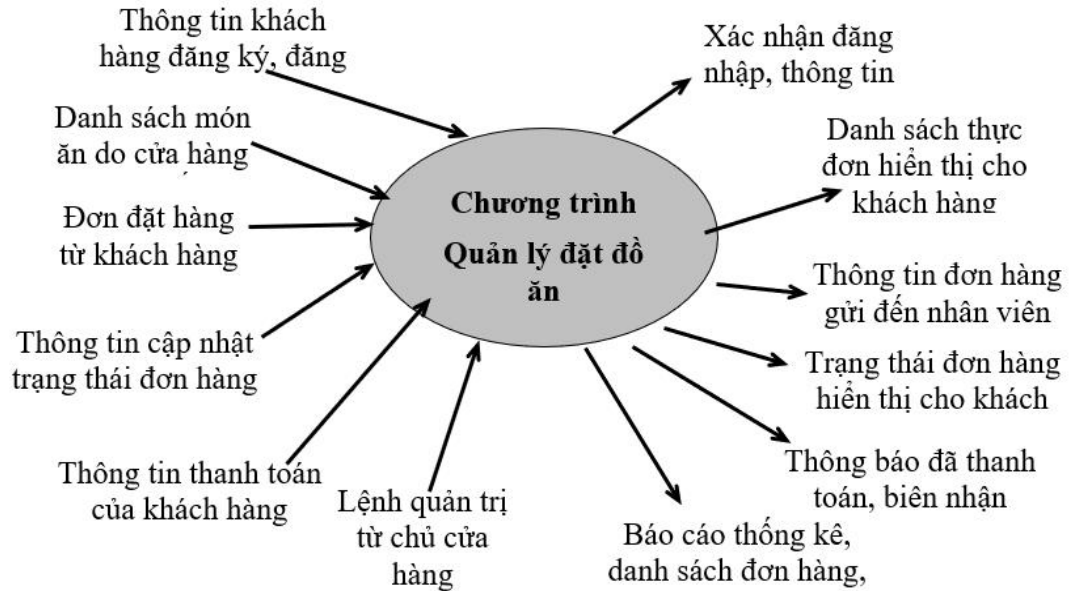 Thông tin khách
hàng đăng ký, đăng
Xác nhận đăng
nhập, thông tin
Danh sách món
ăn do cửa hàng
Danh sách thực
đơn hiển thị cho
khách hàng
Chương trình
Quản lý đặt đồ
ăn
Đơn đặt hàng
từ khách hàng
Thông tin đơn hàng
gửi đến nhân viên
Thông tin cập nhật
trạng thái đơn hàng
Trạng thái đơn hàng
hiển thị cho khách
Thông tin thanh toán
của khách hàng
Thông báo đã thanh
toán, biên nhận
Lệnh quản trị
từ chủ cửa
hàng
Báo cáo thống kê,
danh sách đơn hàng,